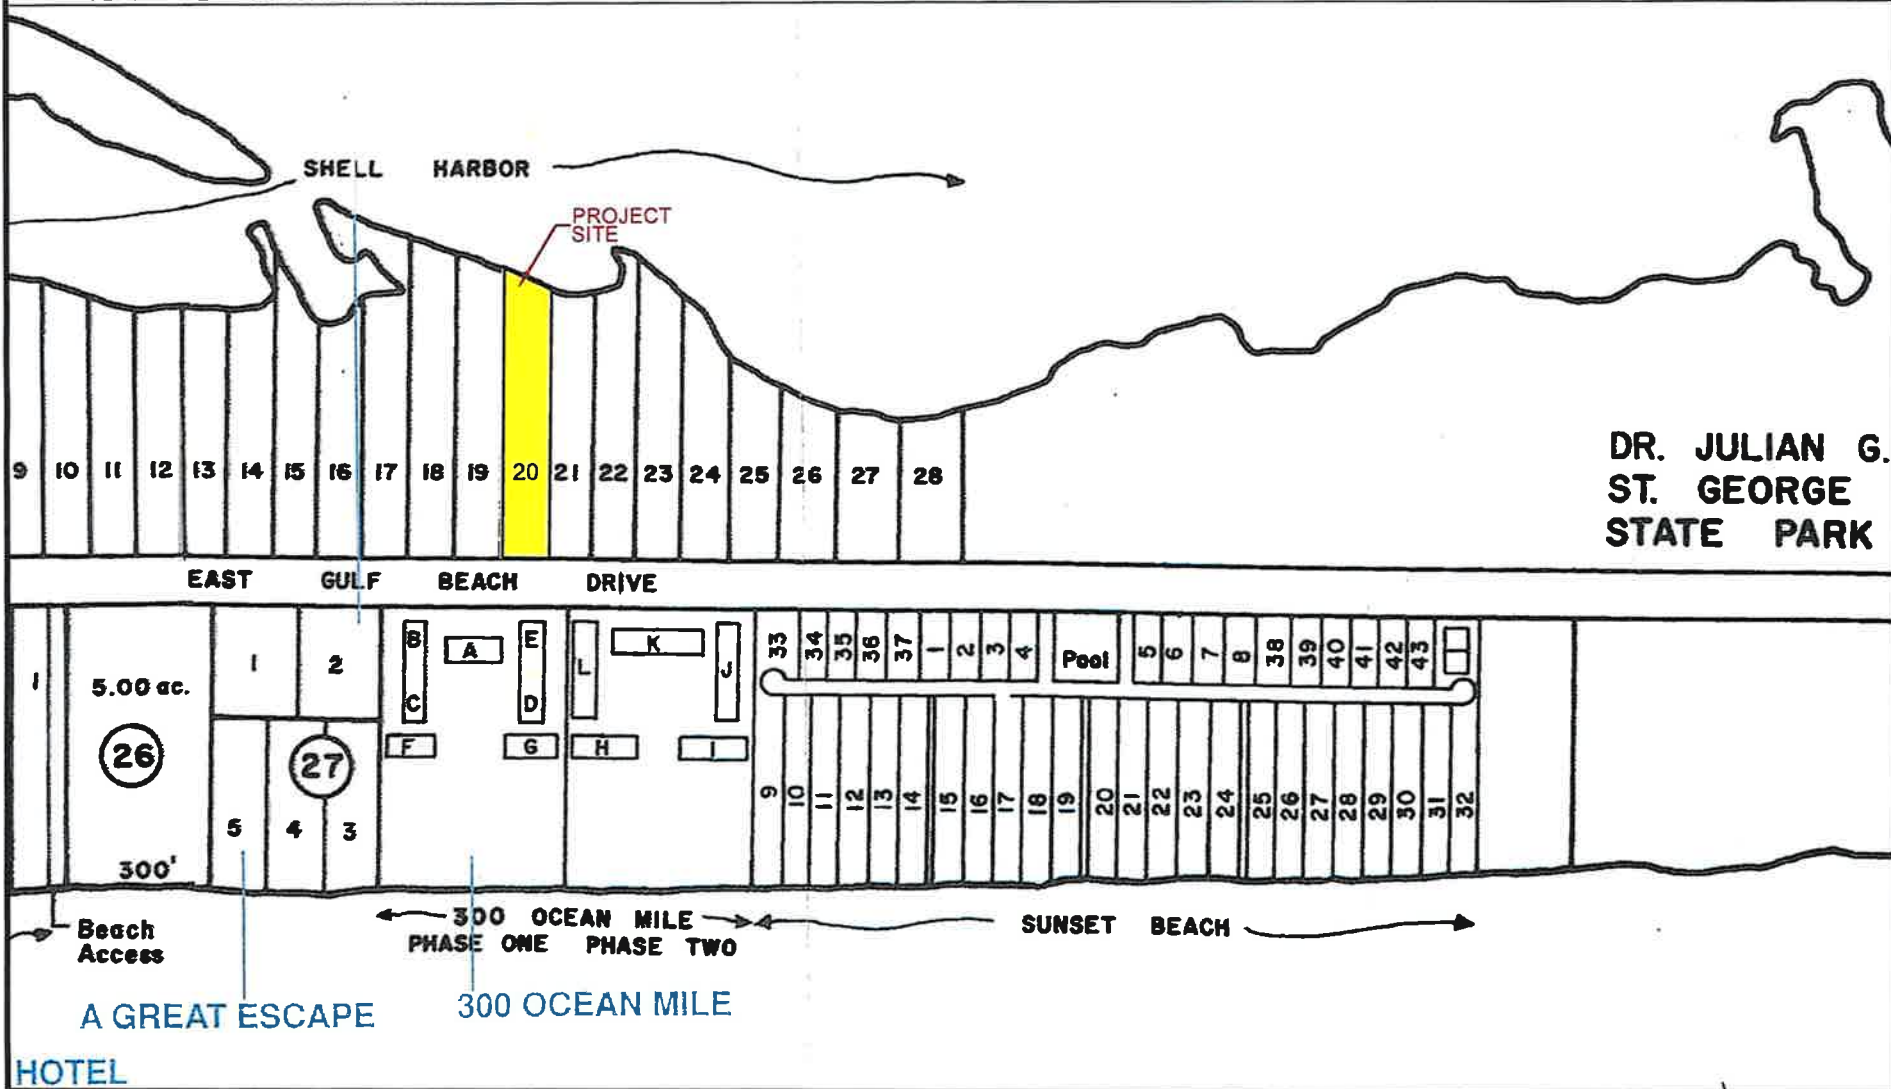 SHELL HARBOR
PROJECT
SITE
9 10 11 12 13 14 15 16 17 18 19 20 21 22 23 24 25 26 27 28
DR. JULIAN G.
ST. GEORGE
STATE PARK
EAST GULF BEACH DRIVE
1
5.00 ac.
26
300'
1 2
27
5 4 3
B A E
C D
F G
L K J
H I
33 34 35 36 37 1 2 3 4 Pool 5 6 7 8 38 39 40 41 42 43
9 10 11 12 13 14 15 16 17 18 19 20 21 22 23 24 25 26 27 28 29 30 31 32
Beach
Access
300 OCEAN MILE
PHASE ONE PHASE TWO
SUNSET BEACH
A GREAT ESCAPE
300 OCEAN MILE
HOTEL